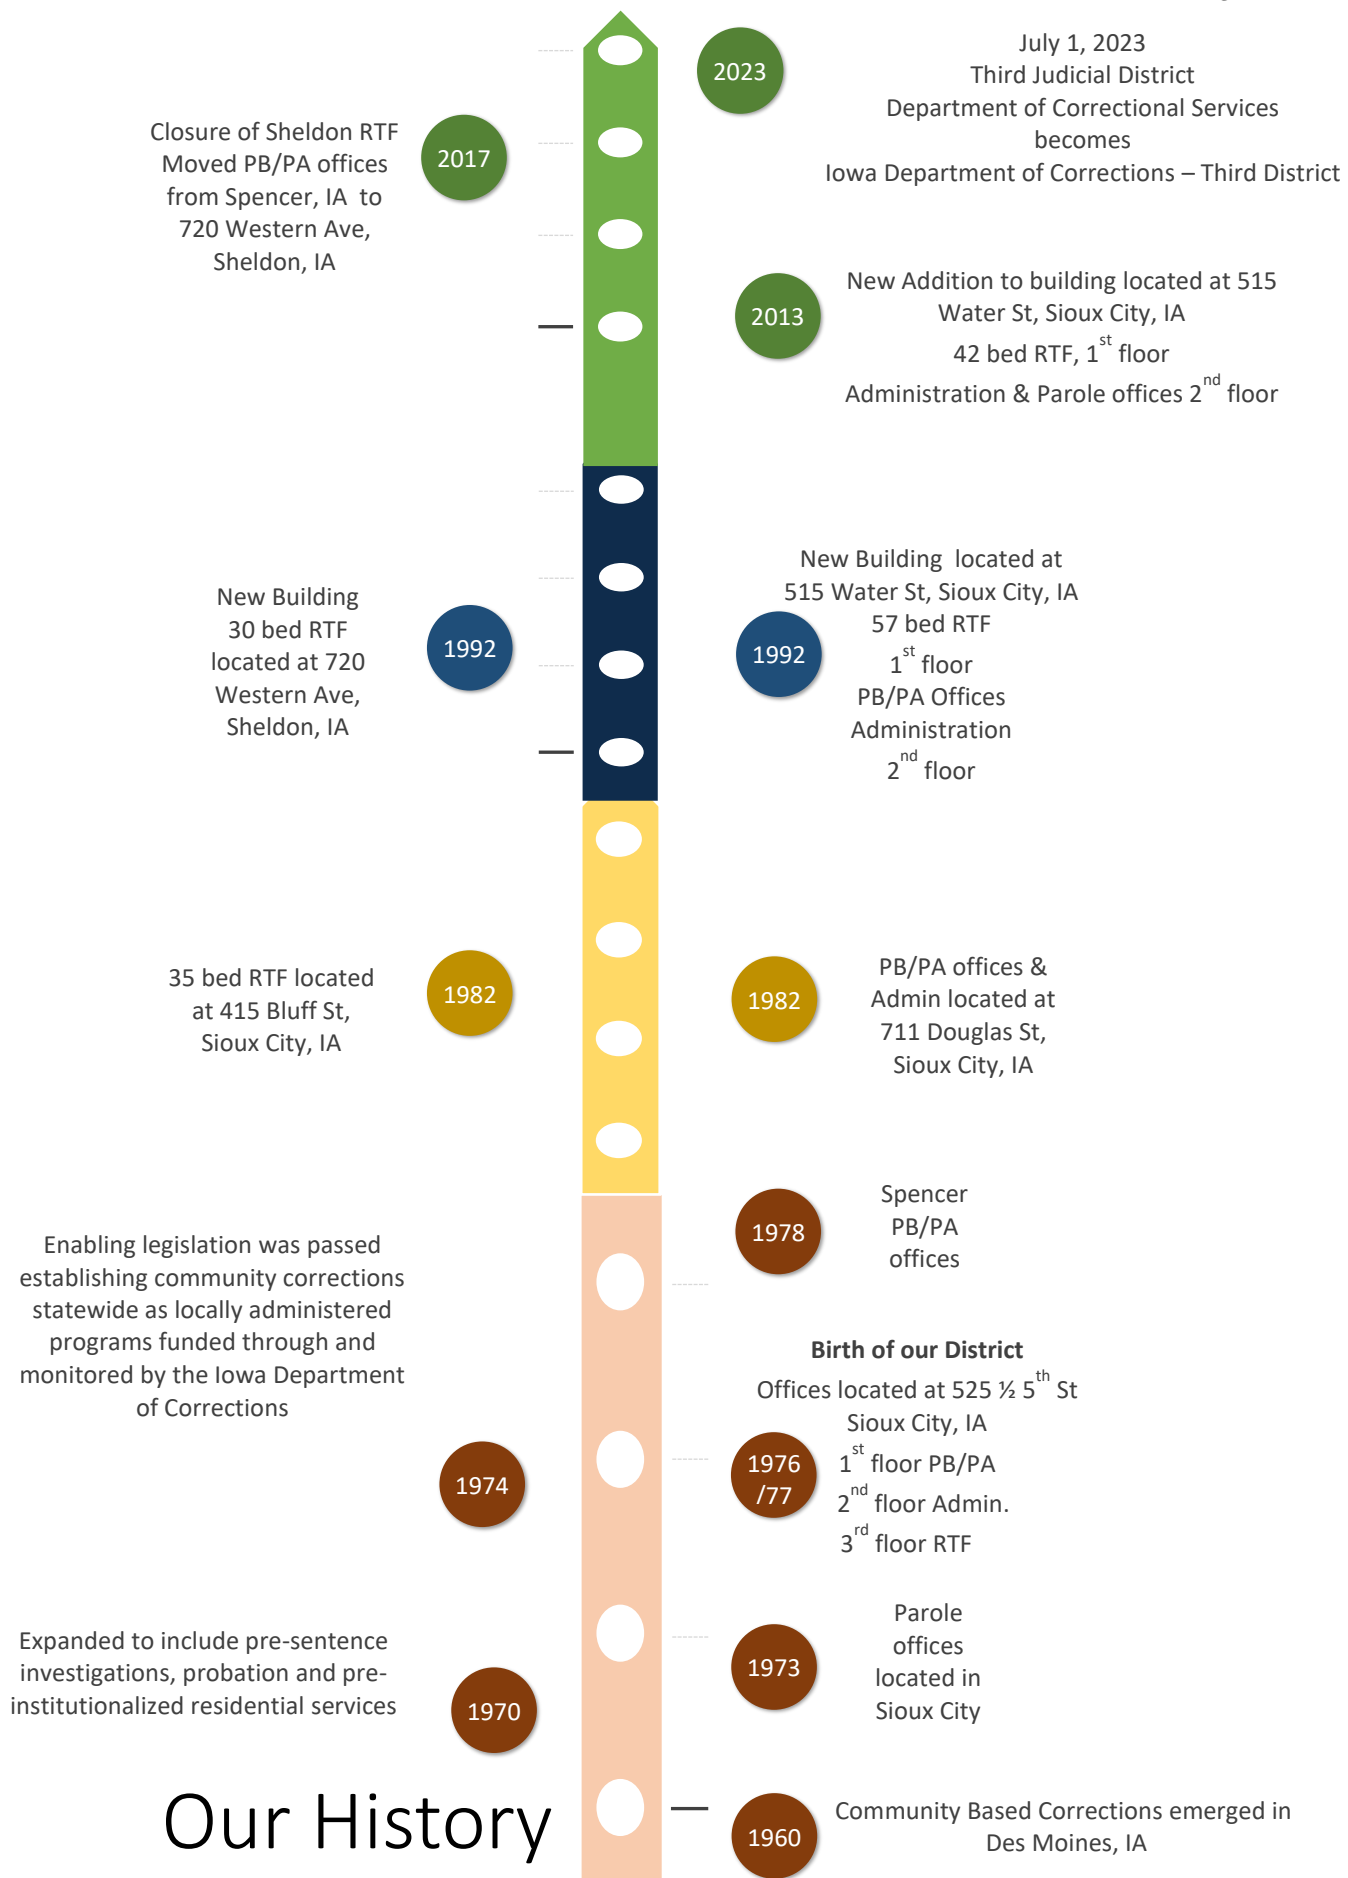 2023
July 1, 2023
Third Judicial District
Department of Correctional Services
becomes
Iowa Department of Corrections – Third District
Closure of Sheldon RTF
Moved PB/PA offices
from Spencer, IA to
720 Western Ave,
Sheldon, IA
2017
2013
New Addition to building located at 515
Water St, Sioux City, IA
42 bed RTF, 1st floor
Administration & Parole offices 2nd floor
New Building
30 bed RTF
located at 720
Western Ave,
Sheldon, IA
1992
1992
New Building located at
515 Water St, Sioux City, IA
57 bed RTF
1st floor
PB/PA Offices
Administration
2nd floor
35 bed RTF located
at 415 Bluff St,
Sioux City, IA
1982
1982
PB/PA offices &
Admin located at
711 Douglas St,
Sioux City, IA
1978
Spencer
PB/PA
offices
Enabling legislation was passed
establishing community corrections
statewide as locally administered
programs funded through and
monitored by the Iowa Department
of Corrections
1974
Birth of our District
Offices located at 525 ½ 5th St
Sioux City, IA
1st floor PB/PA
2nd floor Admin.
3rd floor RTF
1976
/77
Expanded to include pre-sentence
investigations, probation and pre-
institutionalized residential services
1970
1973
Parole
offices
located in
Sioux City
Our History
1960
Community Based Corrections emerged in
Des Moines, IA